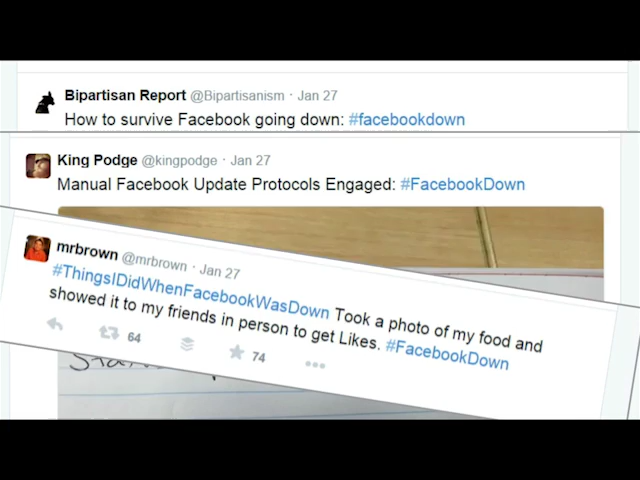 Bipartisan Report @Bipartisanism · Jan 27
How to survive Facebook going down: #facebookdown
King Podge @kingpodge · Jan 27
Manual Facebook Update Protocols Engaged: #FacebookDown
mrbrown @mrbrown · Jan 27
#ThingsIDidWhenFacebookWasDown Took a photo of my food and
showed it to my friends in person to get Likes. #FacebookDown
64 74